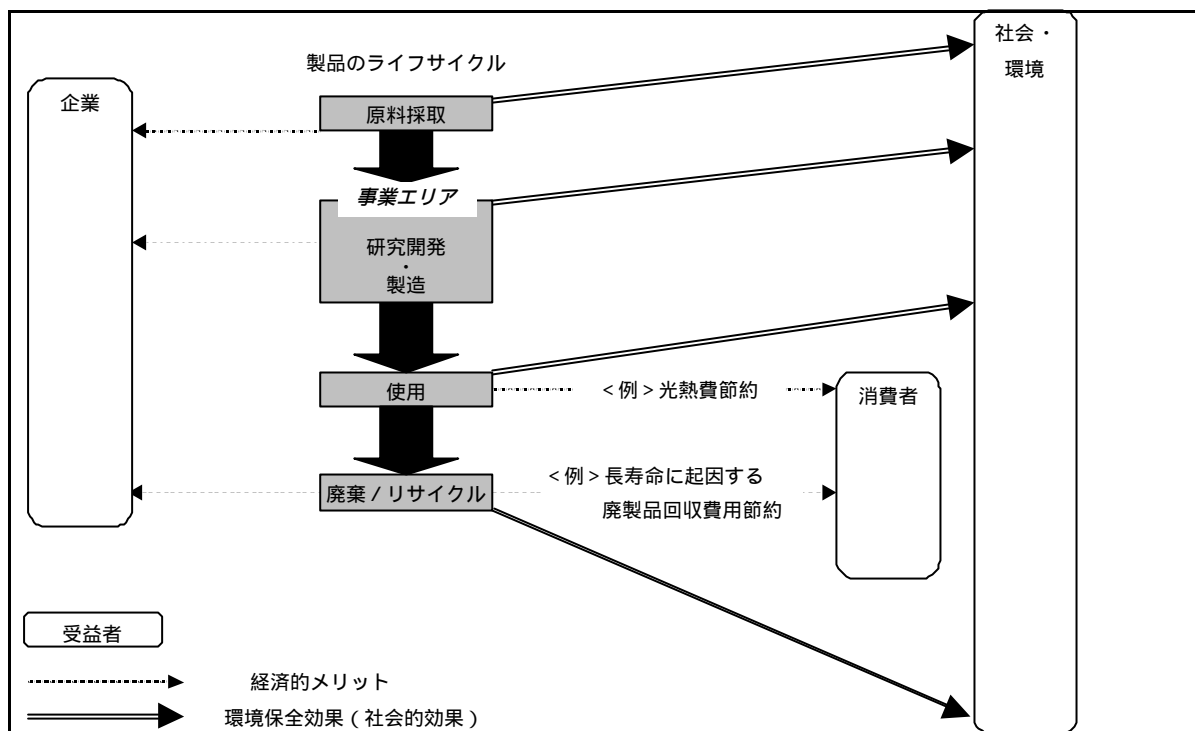 社会・
環境
製品のライフサイクル
企業
原料採取
事業エリア
研究開発
・
製造
使用
<例>光熱費節約
消費者
廃棄/リサイクル
<例>長寿命に起因する
廃製品回収費用節約
受益者
経済的メリット
環境保全効果(社会的効果)